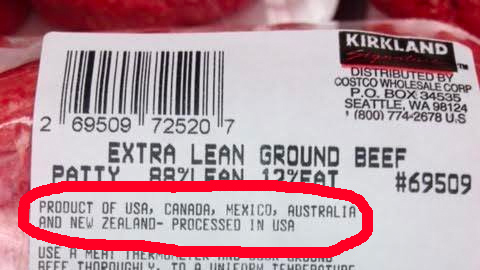 KIRKLAND
Signature
™
DISTRIBUTED BY
COSTCO WHOLESALE CORP
P.O. BOX 34535
SEATTLE, WA 98124
1 (800) 774-2678 U.S
2 69509 72520 7
EXTRA LEAN GROUND BEEF
PATTY 88%LEAN 12%FAT #69509
PRODUCT OF USA, CANADA, MEXICO, AUSTRALIA
AND NEW ZEALAND- PROCESSED IN USA
USE A MEAT THERMOMETER AND COOK GROUND
BEEF THOROUGHLY, TO A UNIFORM TEMPERATURE